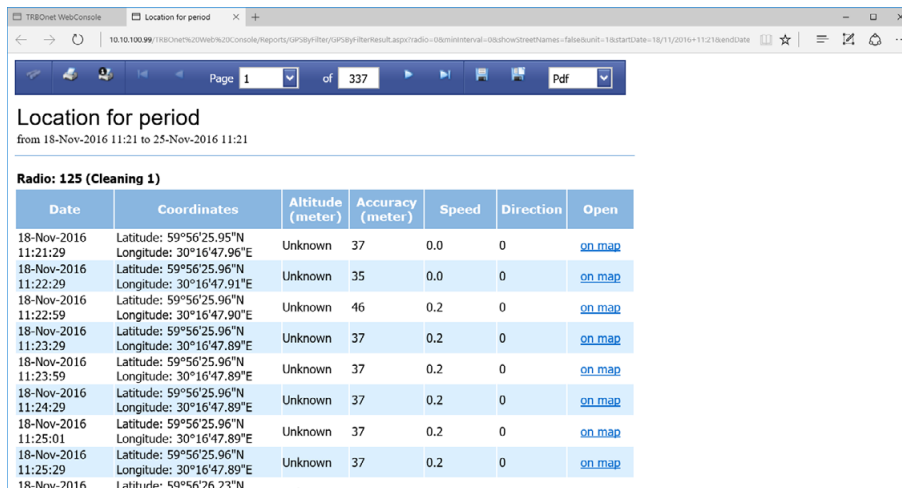 TRBOnet WebConsole
Location for period
10.10.100.99/TRBOnet%20Web%20Console/Reports/GPSByFilter/GPSByFilterResult.aspx?radio=0&minInterval=0&showStreetNames=false&unit=1&startDate=18/11/2016+11:21&endDate
Page 1 of 337 Pdf
Location for period
from 18-Nov-2016 11:21 to 25-Nov-2016 11:21
Radio: 125 (Cleaning 1)
Date Coordinates Altitude (meter) Accuracy (meter) Speed Direction Open
18-Nov-2016 Latitude: 59°56'25.95"N
11:21:29 Longitude: 30°16'47.96"E Unknown 37 0.0 0 on map
18-Nov-2016 Latitude: 59°56'25.96"N
11:22:29 Longitude: 30°16'47.91"E Unknown 35 0.0 0 on map
18-Nov-2016 Latitude: 59°56'25.96"N
11:22:59 Longitude: 30°16'47.90"E Unknown 46 0.2 0 on map
18-Nov-2016 Latitude: 59°56'25.96"N
11:23:29 Longitude: 30°16'47.89"E Unknown 37 0.2 0 on map
18-Nov-2016 Latitude: 59°56'25.96"N
11:23:59 Longitude: 30°16'47.89"E Unknown 37 0.2 0 on map
18-Nov-2016 Latitude: 59°56'25.96"N
11:24:29 Longitude: 30°16'47.89"E Unknown 37 0.2 0 on map
18-Nov-2016 Latitude: 59°56'25.96"N
11:25:01 Longitude: 30°16'47.89"E Unknown 37 0.2 0 on map
18-Nov-2016 Latitude: 59°56'25.96"N
11:25:29 Longitude: 30°16'47.89"E Unknown 37 0.2 0 on map
18-Nov-2016 Latitude: 59°56'26.23"N